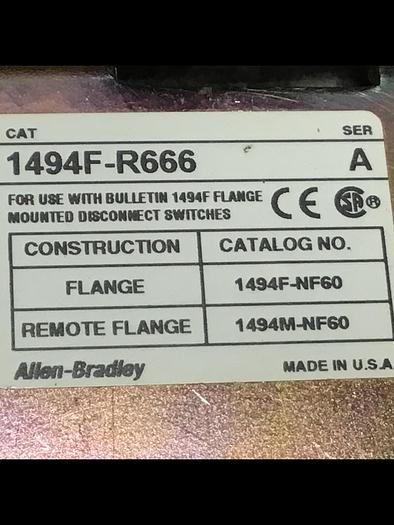 CAT SER
1494F-R666 A
FOR USE WITH BULLETIN 1494F FLANGE
MOUNTED DISCONNECT SWITCHES
CE SA®
CONSTRUCTION CATALOG NO.
FLANGE 1494F-NF60
REMOTE FLANGE 1494M-NF60
Allen-Bradley MADE IN U.S.A